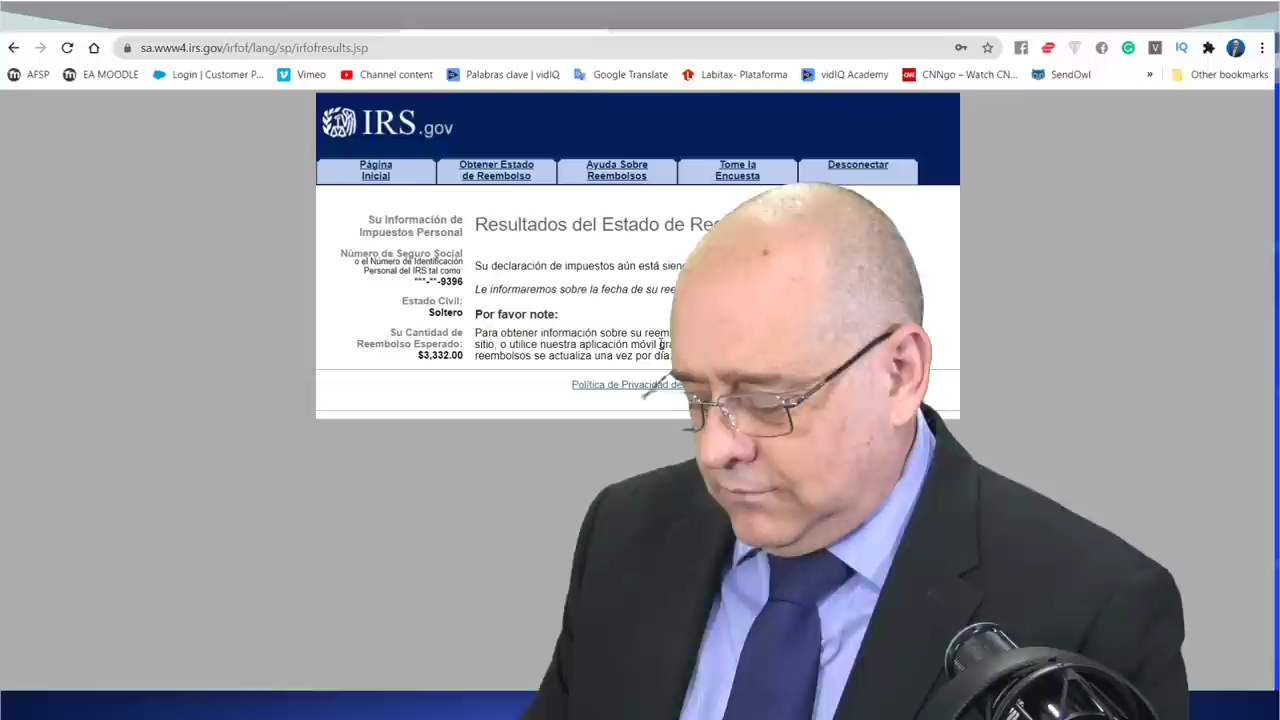 sa.www4.irs.gov/irfof/lang/sp/irfofresults.jsp
AFSP EA MOODLE Login | Customer P... Vimeo Channel content Palabras clave | vidIQ Google Translate Labitax- Plataforma vidIQ Academy CNNgo – Watch CN... SendOwl » Other bookmarks
IRS.gov
Página Inicial
Obtener Estado de Reembolso
Ayuda Sobre Reembolsos
Tome la Encuesta
Desconectar
Su Información de
Impuestos Personal
Número de Seguro Social
o el Número de Identificación
Personal del IRS tal como
***-**-9396
Estado Civil:
Soltero
Su Cantidad de
Reembolso Esperado:
$3,332.00
Resultados del Estado de Re
Su declaración de impuestos aún está sien
Le informaremos sobre la fecha de su re
Por favor note:
Para obtener información sobre su reem
sitio, o utilice nuestra aplicación móvil gra
reembolsos se actualiza una vez por día.
Política de Privacidad de